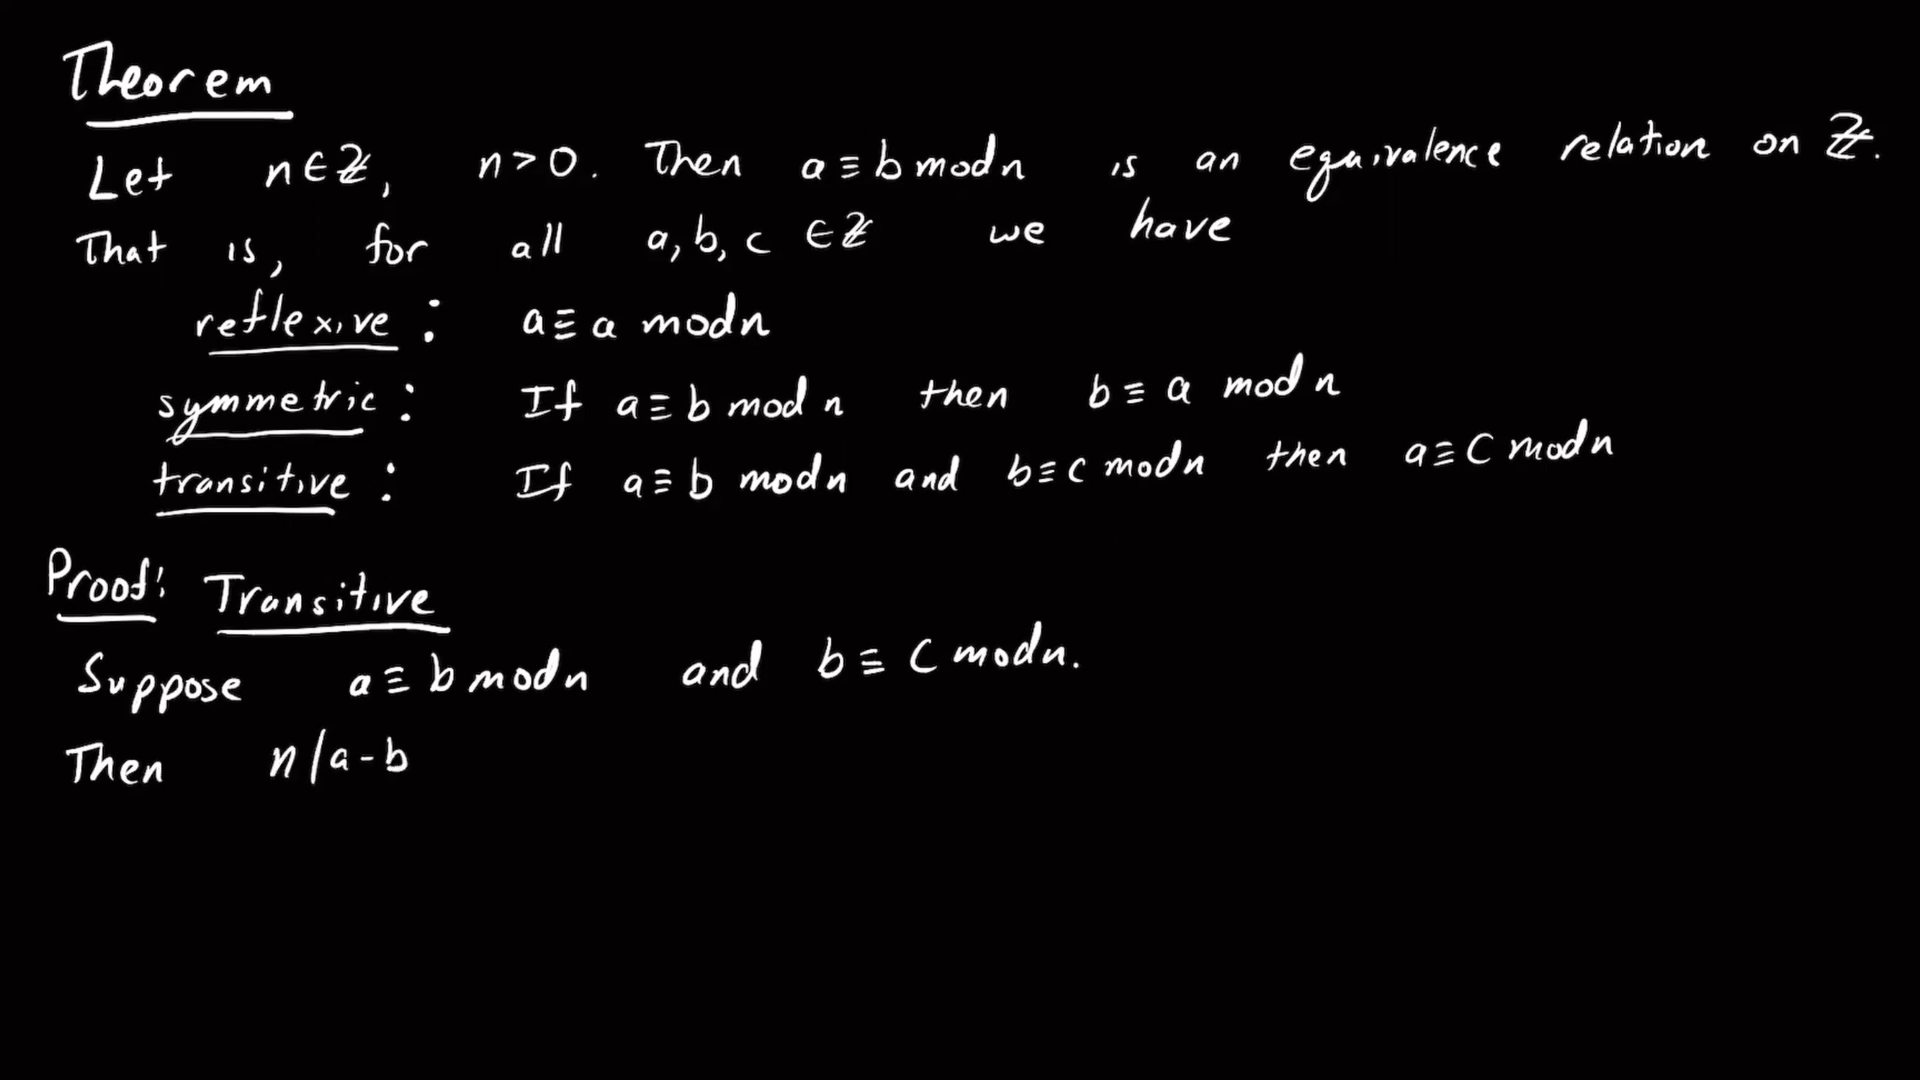 Theorem
Let n∈ℤ, n>0. Then a≡b mod n is an equivalence relation on ℤ.
That is, for all a,b,c ∈ℤ we have
reflexive: a≡a mod n
symmetric: If a≡b mod n then b≡a mod n
transitive: If a≡b mod n and b≡c mod n then a≡c mod n
Proof: Transitive
Suppose a≡b mod n and b≡c mod n.
Then n|a-b